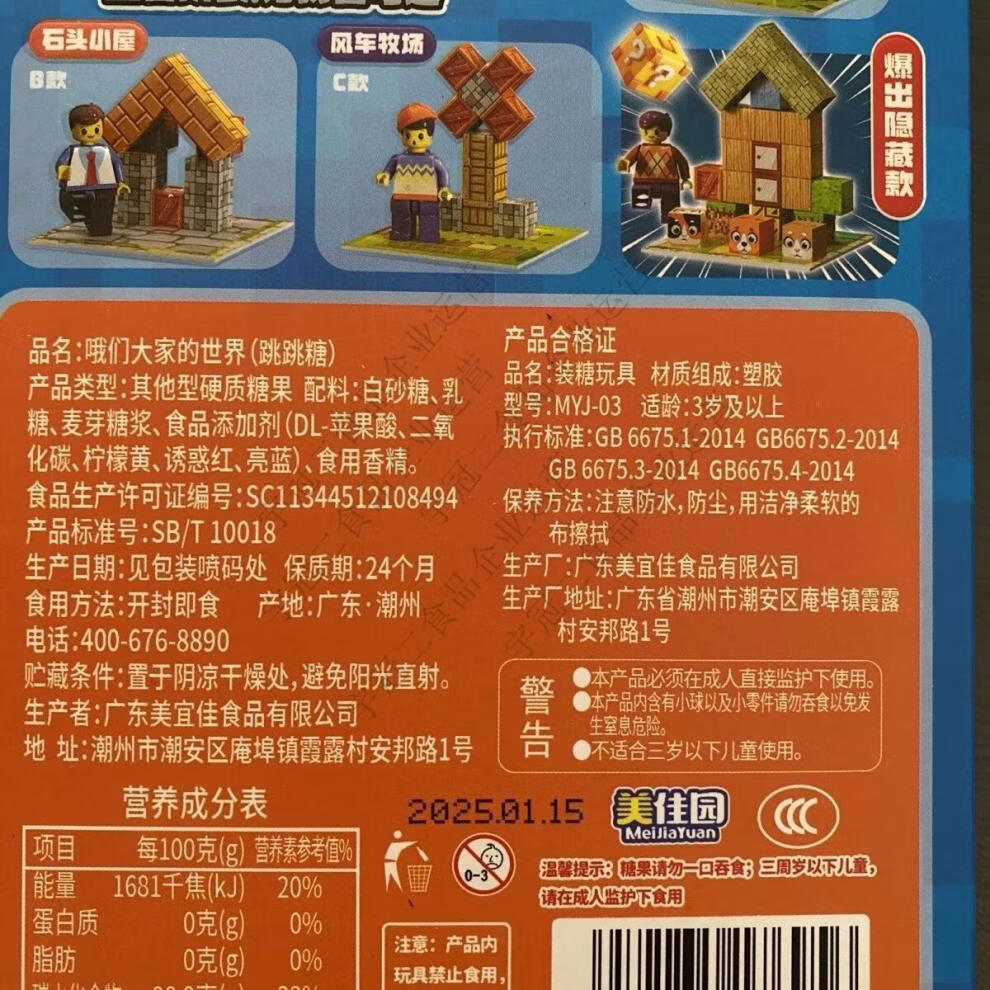 石头小屋
B款
风车牧场
C款
爆出隐藏款
品名:哦们大家的世界(跳跳糖)
产品类型:其他型硬质糖果 配料:白砂糖、乳
糖、麦芽糖浆、食品添加剂(DL-苹果酸、二氧
化碳、柠檬黄、诱惑红、亮蓝)、食用香精。
食品生产许可证编号:SC11344512108494
产品标准号:SB/T 10018
生产日期:见包装喷码处 保质期:24个月
食用方法:开封即食 产地:广东·潮州
电话:400-676-8890
贮藏条件:置于阴凉干燥处,避免阳光直射。
生产者:广东美宜佳食品有限公司
地 址:潮州市潮安区庵埠镇霞露村安邦路1号
产品合格证
品名:装糖玩具 材质组成:塑胶
型号:MYJ-03 适龄:3岁及以上
执行标准:GB 6675.1-2014 GB6675.2-2014
GB 6675.3-2014 GB6675.4-2014
保养方法:注意防水,防尘,用洁净柔软的
布擦拭
生产厂:广东美宜佳食品有限公司
生产厂地址:广东省潮州市潮安区庵埠镇霞露
村安邦路1号
警告
●本产品必须在成人直接监护下使用。
●本产品内含有小球以及小零件请勿吞食以免发
生窒息危险。
●不适合三岁以下儿童使用。
营养成分表
项目 每100克(g) 营养素参考值%
能量 1681千焦(kJ) 20%
蛋白质 0克(g) 0%
脂肪 0克(g) 0%
2025.01.15
美佳园
MeiJiaYuan
CCC
0-3
温馨提示:糖果请勿一口吞食;三周岁以下儿童,
请在成人监护下食用
注意:产品内
玩具禁止食用,